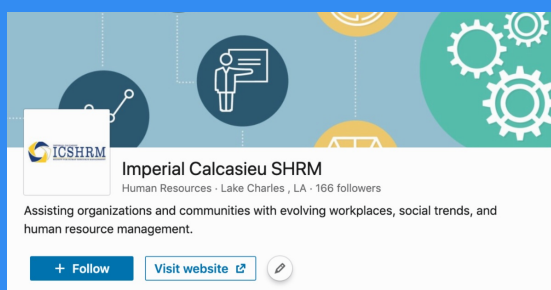 ICSHRM
Imperial Calcasieu SHRM
Human Resources · Lake Charles , LA · 166 followers
Assisting organizations and communities with evolving workplaces, social trends, and
human resource management.
+ Follow
Visit website